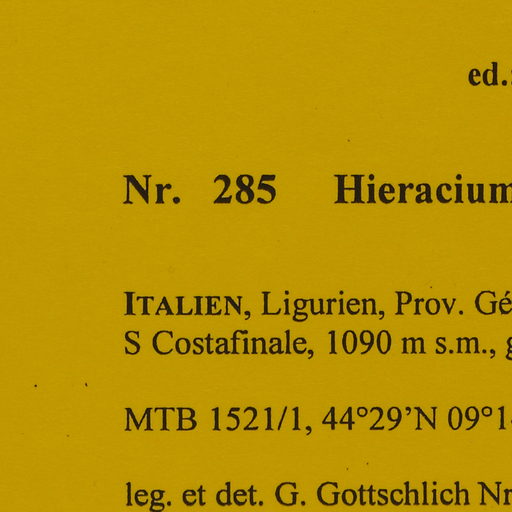 ed.
Nr. 285 Hieracium
ITALIEN, Ligurien, Prov. Gé
S Costafinale, 1090 m s.m., g
MTB 1521/1, 44°29’N 09°1
leg. et det. G. Gottschlich Nr